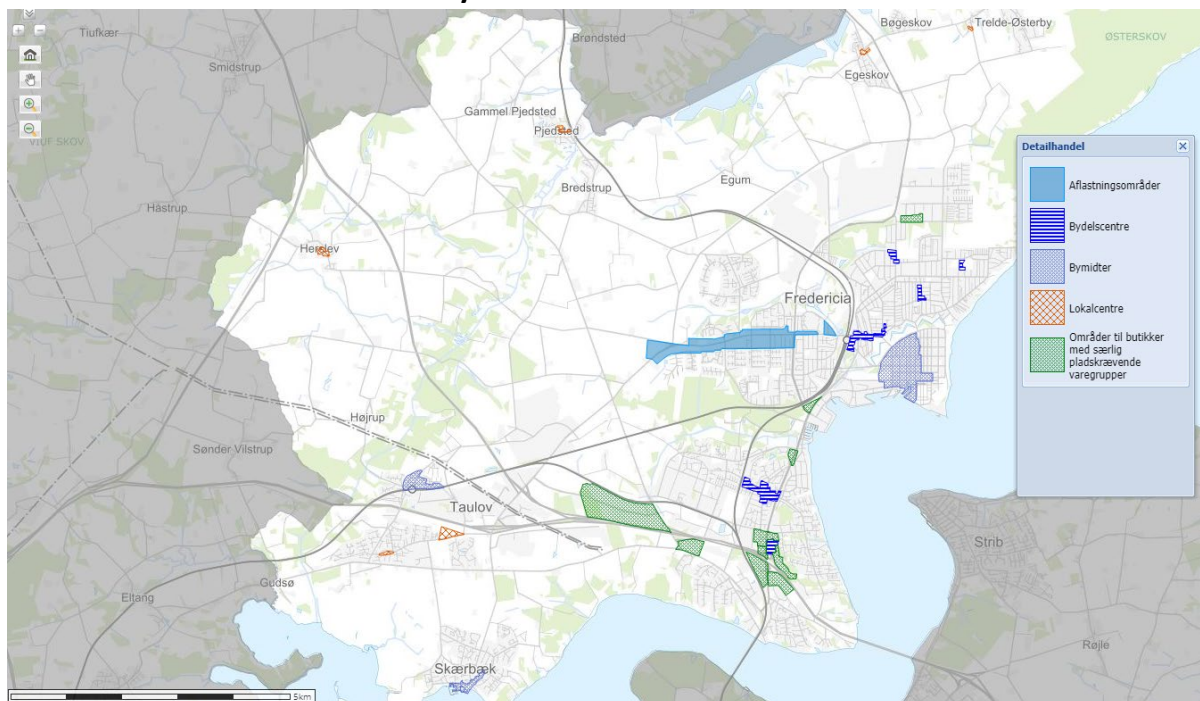 Tiufkær
Brøndsted
Bøgeskov
Trelde-Østerby
ØSTERSKOV
Smidstrup
Egeskov
Gammel Pjedsted
Pjedsted
VIUF SKOV
Bredstrup
Egum
Håstrup
Herslev
Fredericia
Højrup
Sønder Vilstrup
Taulov
Strib
Gudsø
Eltang
Røjle
Skærbæk
5km
Detailhandel
Aflastningsområder
Bydelscentre
Bymidter
Lokalcentre
Områder til butikker
med særlig
pladskrævende
varegrupper